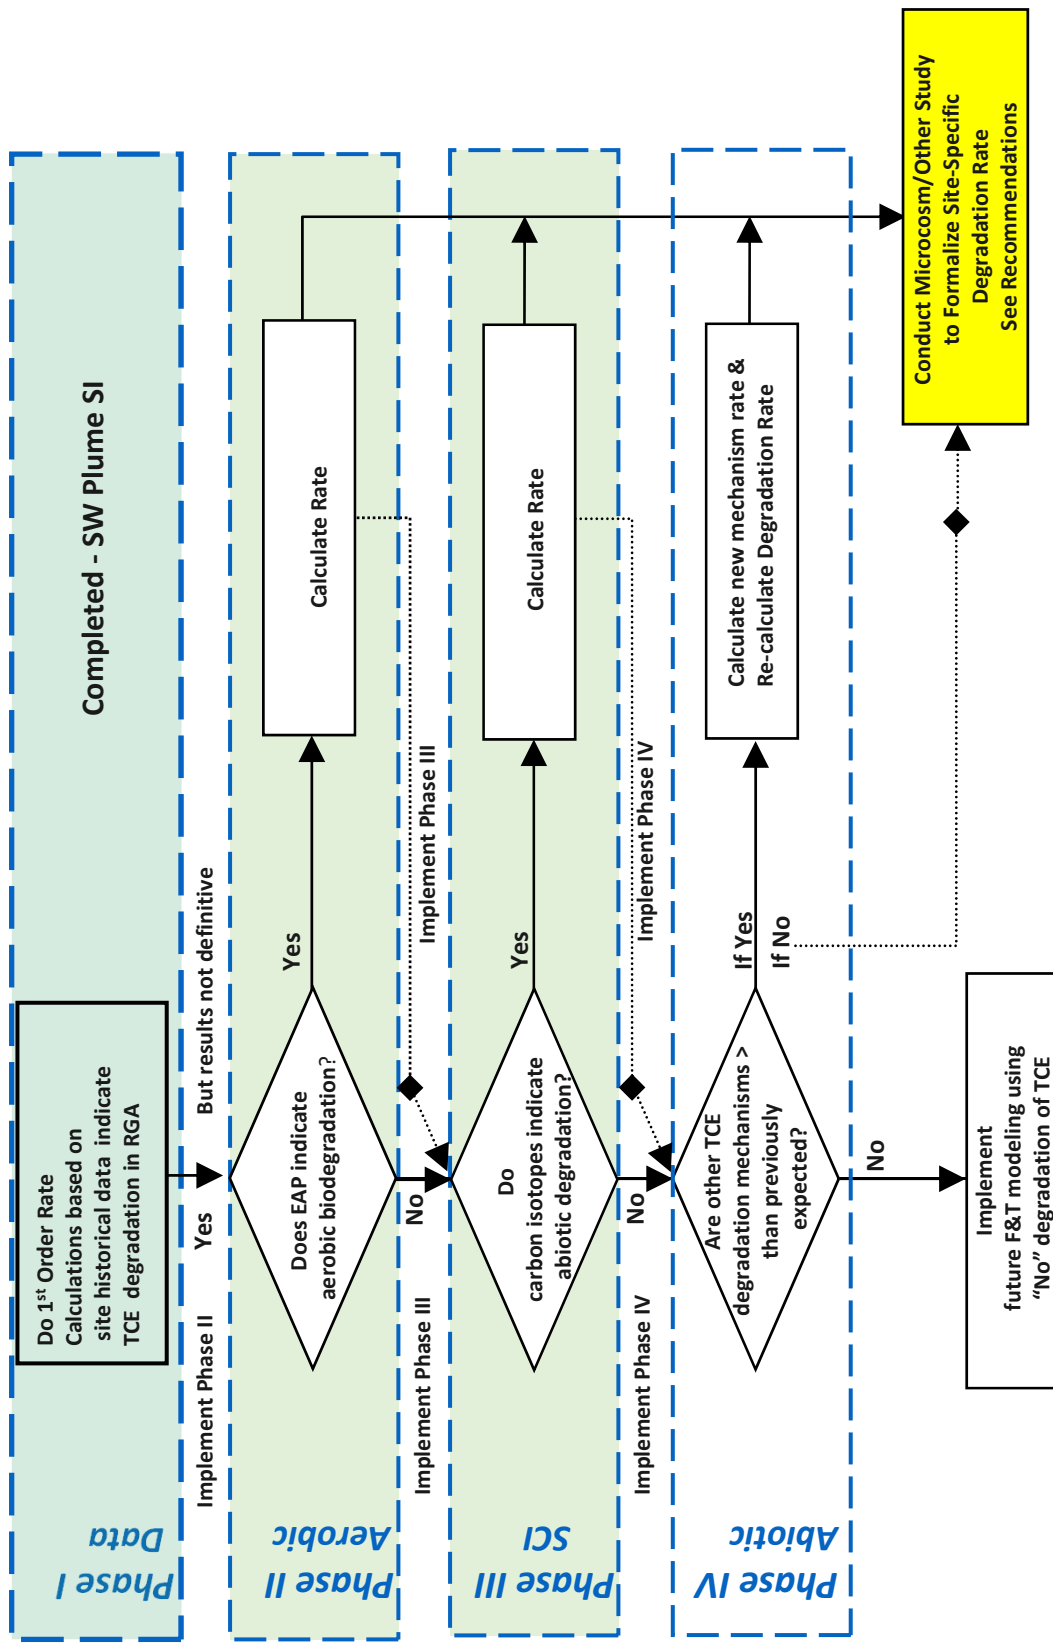 Phase I
Data
Do 1st Order Rate
Calculations based on
site historical data indicate
TCE degradation in RGA
Completed - SW Plume SI
Implement Phase II
Yes
But results not definitive
Phase II
Aerobic
Does EAP indicate
aerobic biodegradation?
Yes
Calculate Rate
Implement Phase III
No
Implement Phase III
Phase III
SCI
Do
carbon isotopes indicate
abiotic degradation?
Yes
Calculate Rate
Implement Phase IV
No
Implement Phase IV
Phase IV
Abiotic
Are other TCE
degradation mechanisms >
than previously
expected?
If Yes
If No
Calculate new mechanism rate &
Re-calculate Degradation Rate
No
Implement
future F&T modeling using
“No” degradation of TCE
Conduct Microcosm/Other Study
to Formalize Site-Specific
Degradation Rate
See Recommendations